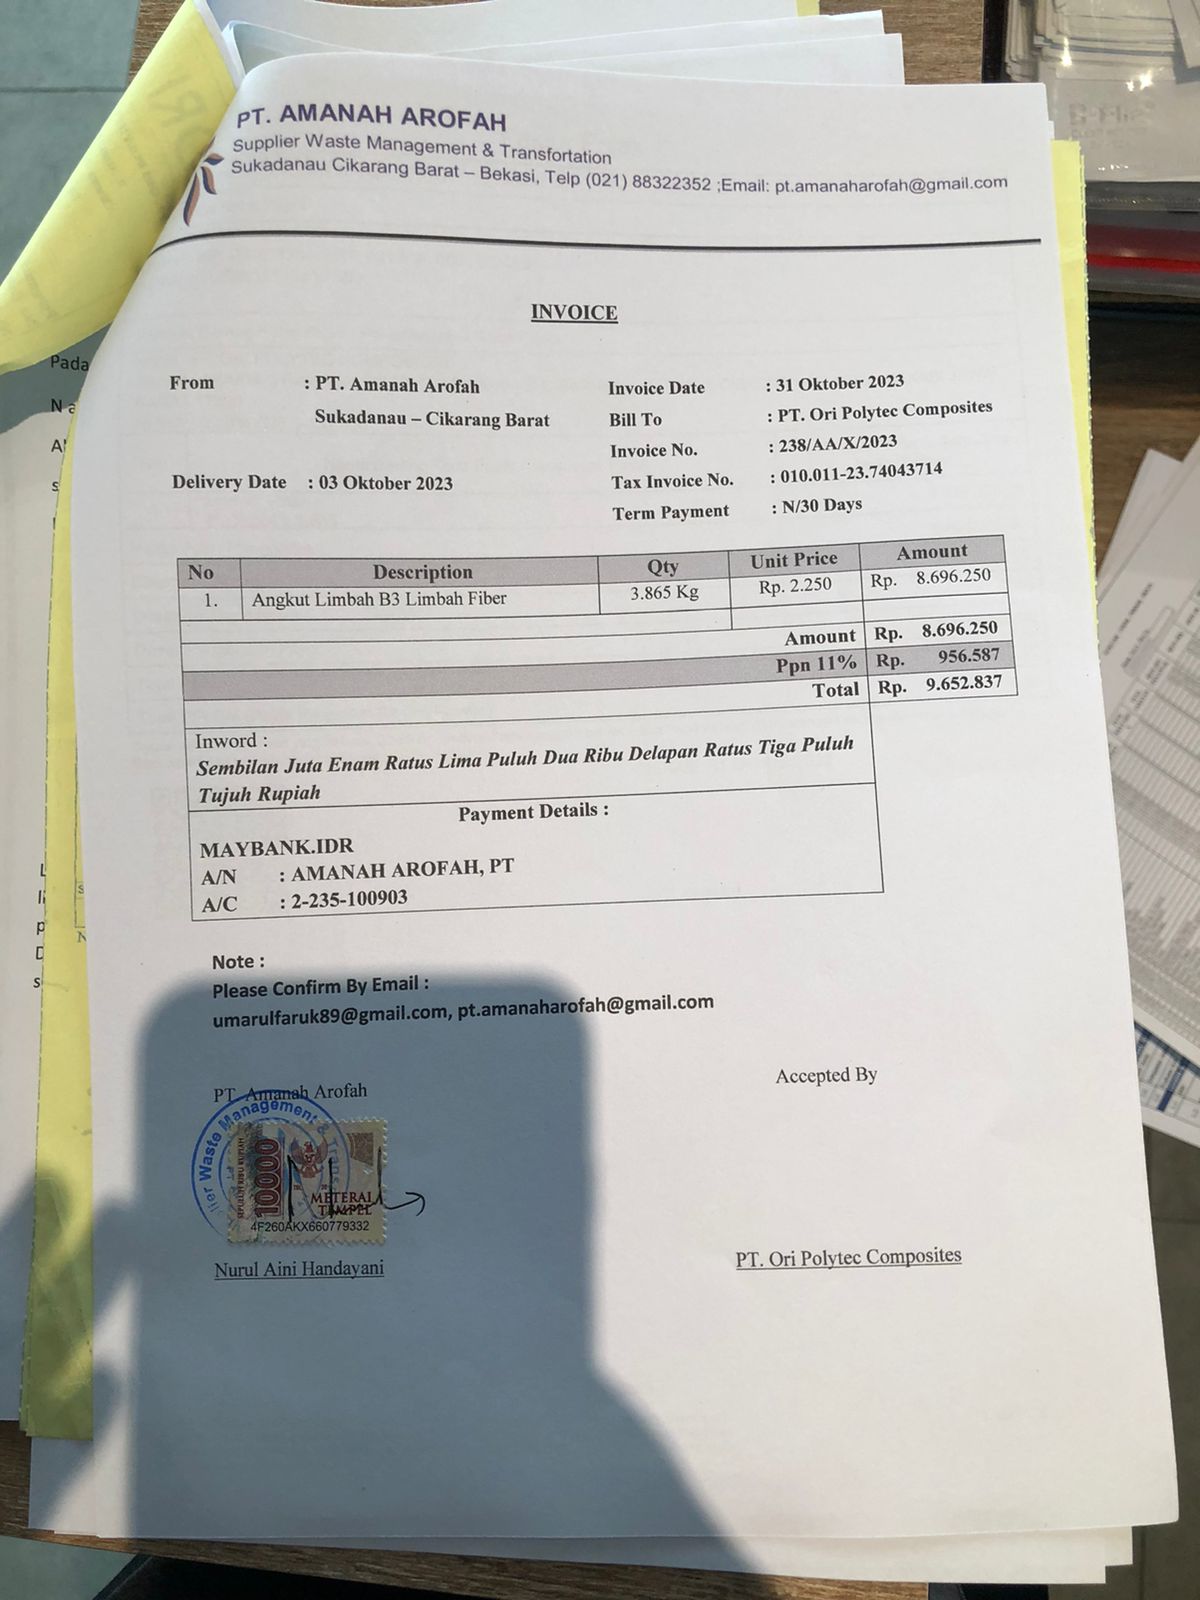 PT. AMANAH AROFAH
Supplier Waste Management & Transfortation
Sukadanau Cikarang Barat – Bekasi, Telp (021) 88322352 ;Email: pt.amanaharofah@gmail.com
INVOICE
From : PT. Amanah Arofah
Sukadanau – Cikarang Barat
Delivery Date : 03 Oktober 2023
Invoice Date : 31 Oktober 2023
Bill To : PT. Ori Polytec Composites
Invoice No. : 238/AA/X/2023
Tax Invoice No. : 010.011-23.74043714
Term Payment : N/30 Days
No Description Qty Unit Price Amount
1. Angkut Limbah B3 Limbah Fiber 3.865 Kg Rp. 2.250 Rp. 8.696.250
Amount Rp. 8.696.250
Ppn 11% Rp. 956.587
Total Rp. 9.652.837
Inword :
Sembilan Juta Enam Ratus Lima Puluh Dua Ribu Delapan Ratus Tiga Puluh
Tujuh Rupiah
Payment Details :
MAYBANK.IDR
A/N : AMANAH AROFAH, PT
A/C : 2-235-100903
Note :
Please Confirm By Email :
umarulfaruk89@gmail.com, pt.amanaharofah@gmail.com
PT. Amanah Arofah
Waste Management &
SEPULUH RIBU RUPIAH
10000
METERAI
TEMPEL
4F260AKX660779332
Nurul Aini Handayani
Accepted By
PT. Ori Polytec Composites
Pada